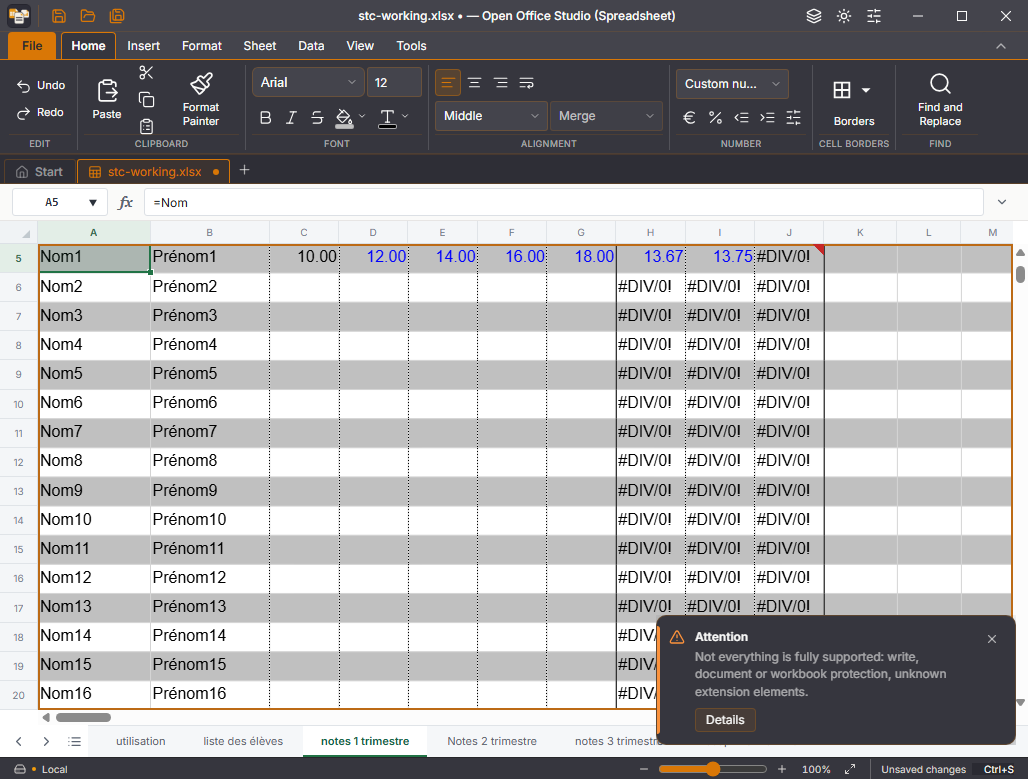 stc-working.xlsx • — Open Office Studio (Spreadsheet)
File Home Insert Format Sheet Data View Tools
Undo
Redo
EDIT
Paste
Format Painter
CLIPBOARD
Arial 12
FONT
Middle Merge
ALIGNMENT
Custom nu...
NUMBER
Borders
CELL BORDERS
Find and Replace
FIND
Start stc-working.xlsx
A5 fx =Nom
A B C D E F G H I J K L M
5 Nom1 Prénom1 10.00 12.00 14.00 16.00 18.00 13.67 13.75 #DIV/0!
6 Nom2 Prénom2 #DIV/0! #DIV/0! #DIV/0!
7 Nom3 Prénom3 #DIV/0! #DIV/0! #DIV/0!
8 Nom4 Prénom4 #DIV/0! #DIV/0! #DIV/0!
9 Nom5 Prénom5 #DIV/0! #DIV/0! #DIV/0!
10 Nom6 Prénom6 #DIV/0! #DIV/0! #DIV/0!
11 Nom7 Prénom7 #DIV/0! #DIV/0! #DIV/0!
12 Nom8 Prénom8 #DIV/0! #DIV/0! #DIV/0!
13 Nom9 Prénom9 #DIV/0! #DIV/0! #DIV/0!
14 Nom10 Prénom10 #DIV/0! #DIV/0! #DIV/0!
15 Nom11 Prénom11 #DIV/0! #DIV/0! #DIV/0!
16 Nom12 Prénom12 #DIV/0! #DIV/0! #DIV/0!
17 Nom13 Prénom13 #DIV/0! #DIV/0! #DIV/0!
18 Nom14 Prénom14 #DIV/
19 Nom15 Prénom15 #DIV/
20 Nom16 Prénom16 #DIV/
Attention
Not everything is fully supported: write,
document or workbook protection, unknown
extension elements.
Details
utilisation liste des élèves notes 1 trimestre Notes 2 trimestre notes 3 trimestre
Local 100% Unsaved changes Ctrl+S